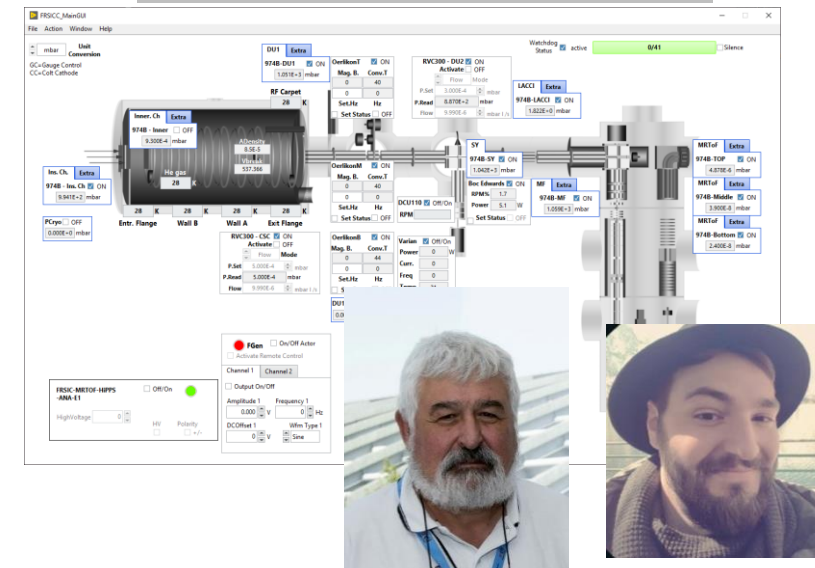 FRSICC_MainGUI
File Action Window Help
mbar Unit Conversion
GC=Gauge Control
CC=Colt Cathode
Watchdog Status active 0/41 Silence
DU1 Extra
974B-DU1 ON
1.051E+3 mbar
OerlikonT ON
Mag. B. Conv.T
0 40
0 0
Set.Hz Hz
Set Status OFF
RVC300 - DU2 ON
Activate OFF
Flow Mode
P.Set 3.000E-4 mbar
P.Read 8.870E+2 mbar
Flow 9.990E-6 mbar l/s
LACCI Extra
974B-LACCI ON
1.822E+0 mbar
RF Carpet
28 K
Inner. Ch Extra
974B - Inner OFF
9.300E-4 mbar
ADensity
8.5E-5
Vbreak
537.366
He gas
28 K
Ins. Ch. Extra
974B - Ins. Ch ON
9.941E+2 mbar
PCryo OFF
0.000E+0 mbar
28 K 28 K 28 K 28 K
Entr. Flange Wall B Wall A Exit Flange
OerlikonM ON
Mag. B. Conv.T
0 40
0 0
Set.Hz Hz
Set Status OFF
SY Extra
974B-SY ON
1.042E+3 mbar
Boc Edwards ON
RPM% 1.7
Power 5.1 W
Set Status OFF
MF Extra
974B-MF ON
1.059E+3 mbar
MRToF Extra
974B-TOP ON
4.878E-6 mbar
MRToF Extra
974B-Middle ON
3.900E-8 mbar
MRToF Extra
974B-Bottom ON
2.400E-8 mbar
DCU110 Off/On
RPM
RVC300 - CSC ON
Activate OFF
Flow Mode
P.Set 5.000E-4 mbar
P.Read 5.000E-4 mbar
Flow 9.990E-6 mbar l/s
OerlikonB ON
Mag. B. Conv.T
0 44
0 0
Set.Hz Hz
Varian Off/On
Power 0 W
Curr. 0
Freq 0
DU1
FGen On/Off Actor
Activate Remote Control
Channel 1 Channel 2
Output On/Off
Amplitude 1 Frequency 1
0.000 V 0 Hz
DCOffset 1 Wfm Type 1
0 V Sine
FRSIC-MRTOF-HiPPS
-ANA-E1
Off/On
HighVoltage 0
HV Polarity
+/-